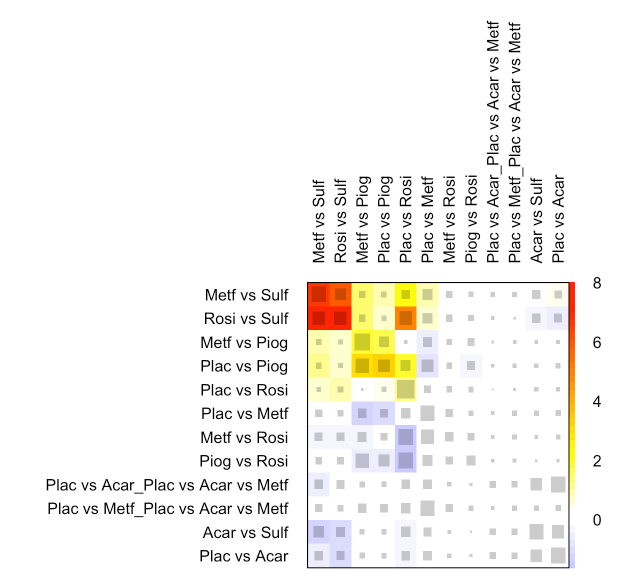 Metf vs Sulf
Rosi vs Sulf
Metf vs Piog
Plac vs Piog
Plac vs Rosi
Plac vs Metf
Metf vs Rosi
Piog vs Rosi
Plac vs Acar_Plac vs Acar vs Metf
Plac vs Metf_Plac vs Acar vs Metf
Acar vs Sulf
Plac vs Acar
Metf vs Sulf
Rosi vs Sulf
Metf vs Piog
Plac vs Piog
Plac vs Rosi
Plac vs Metf
Metf vs Rosi
Piog vs Rosi
Plac vs Acar_Plac vs Acar vs Metf
Plac vs Metf_Plac vs Acar vs Metf
Acar vs Sulf
Plac vs Acar
8
6
4
2
0